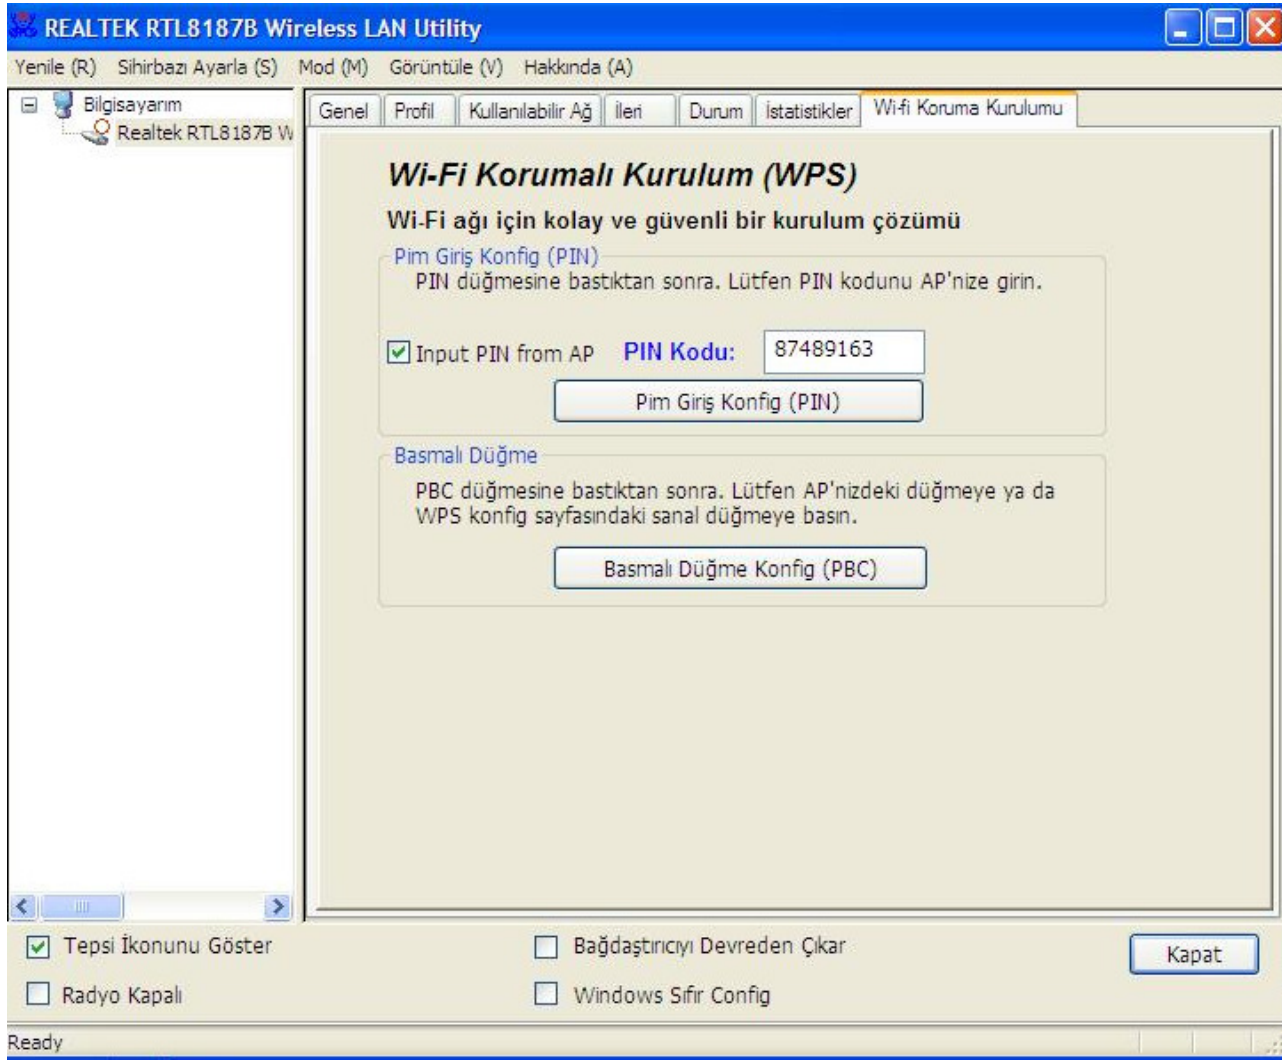 REALTEK RTL8187B Wireless LAN Utility
Yenile (R) Sihirbazı Ayarla (S) Mod (M) Görüntüle (V) Hakkında (A)
Bilgisayarım
Realtek RTL8187B W
Genel Profil Kullanılabilir Ağ İleri Durum İstatistikler Wi-fi Koruma Kurulumu
Wi-Fi Korumalı Kurulum (WPS)
Wi-Fi ağı için kolay ve güvenli bir kurulum çözümü
Pim Giriş Konfig (PIN)
PIN düğmesine bastıktan sonra. Lütfen PIN kodunu AP'nize girin.
Input PIN from AP PIN Kodu: 87489163
Pim Giriş Konfig (PIN)
Basmalı Düğme
PBC düğmesine bastıktan sonra. Lütfen AP'nizdeki düğmeye ya da
WPS konfig sayfasındaki sanal düğmeye basın.
Basmalı Düğme Konfig (PBC)
Tepsi İkonunu Göster Bağdaştırıcıyı Devreden Çıkar Kapat
Radyo Kapalı Windows Sıfır Config
Ready